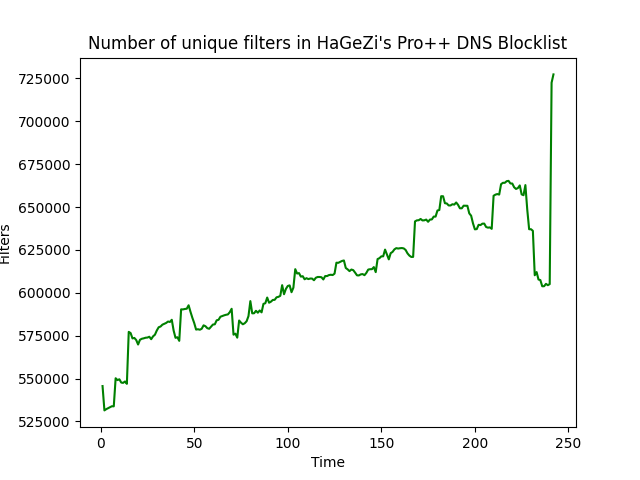 Number of unique filters in HaGeZi's Pro++ DNS Blocklist
725000
700000
675000
650000
625000
600000
575000
550000
525000
Filters
0 50 100 150 200 250
Time